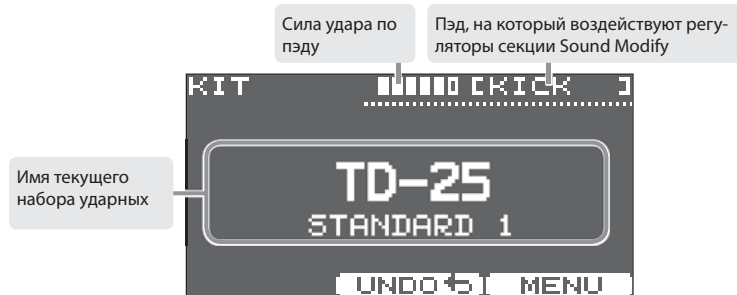 Сила удара по
пэду
Пэд, на который воздействуют регу-
ляторы секции Sound Modify
KIT [KICK ]
Имя текущего
набора ударных
TD-25
STANDARD 1
UNDO MENU